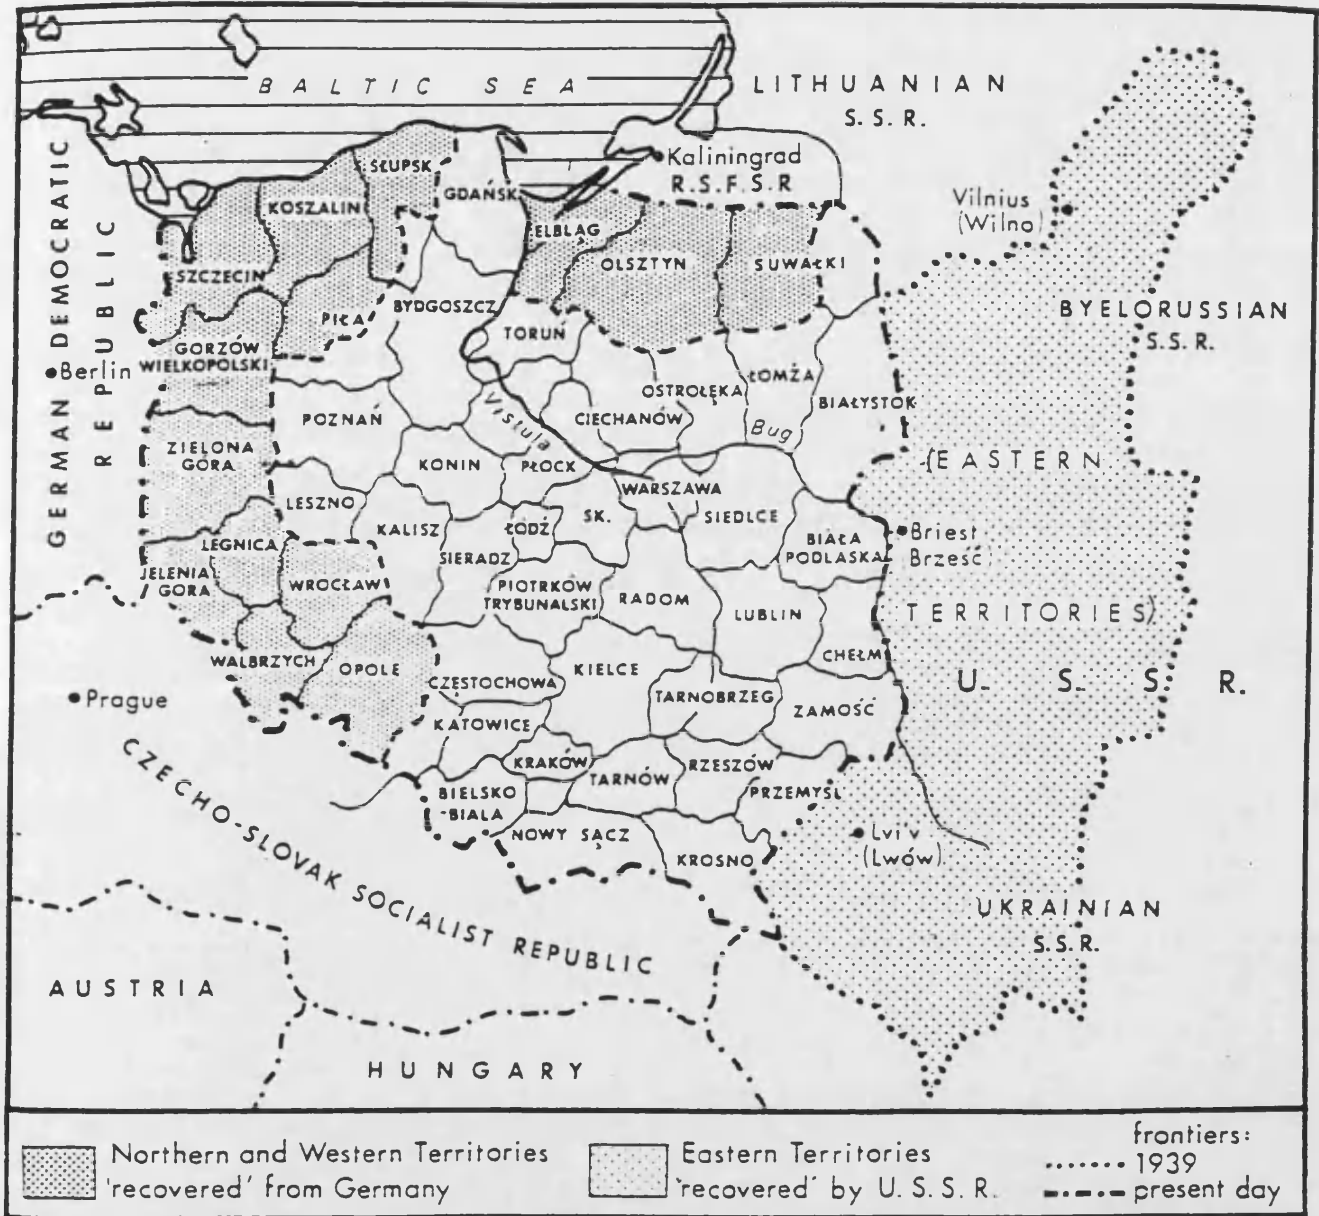 BALTIC SEA
LITHUANIAN
S. S. R.
GERMAN DEMOCRATIC
REPUBLIC
Kaliningrad
R. S. F. S. R
Vilnius
(Wilno)
BYELORUSSIAN
S.S.R.
SŁUPSK
GDAŃSK
KOSZALIN
ELBLĄG
SZCZECIN
OLSZTYN
SUWAŁKI
BYDGOSZCZ
PIŁA
TORUŃ
GORZÓW
WIELKOPOLSKI
Berlin
OSTROŁĘKA
ŁOMŻA
BIAŁYSTOK
POZNAŃ
CIECHANÓW
Vistula
Bug
ZIELONA
GÓRA
KONIN
PŁOCK
WARSZAWA
(EASTERN
LESZNO
KALISZ
ŁÓDŹ
SK.
SIEDLCE
BIAŁA
PODLASKA
Briest
Brześć)
LEGNICA
SIERADZ
JELENIA
GÓRA
WROCŁAW
PIOTRKÓW
TRYBUNALSKI
RADOM
LUBLIN
TERRITORIES)
WALBRZYCH
OPOLE
KIELCE
CHEŁM
CZĘSTOCHOWA
TARNOBRZEG
ZAMOŚĆ
U. S. S. R.
Prague
KATOWICE
KRAKÓW
TARNÓW
RZESZÓW
PRZEMYŚL
BIELSKO
-BIALA
NOWY SĄCZ
KROSNO
Lvi'v
(Lwów)
CZECHO-SLOVAK SOCIALIST REPUBLIC
UKRAINIAN
S.S.R.
AUSTRIA
HUNGARY
Northern and Western Territories
'recovered' from Germany
Eastern Territories
'recovered' by U. S. S. R.
frontiers:
1939
present day